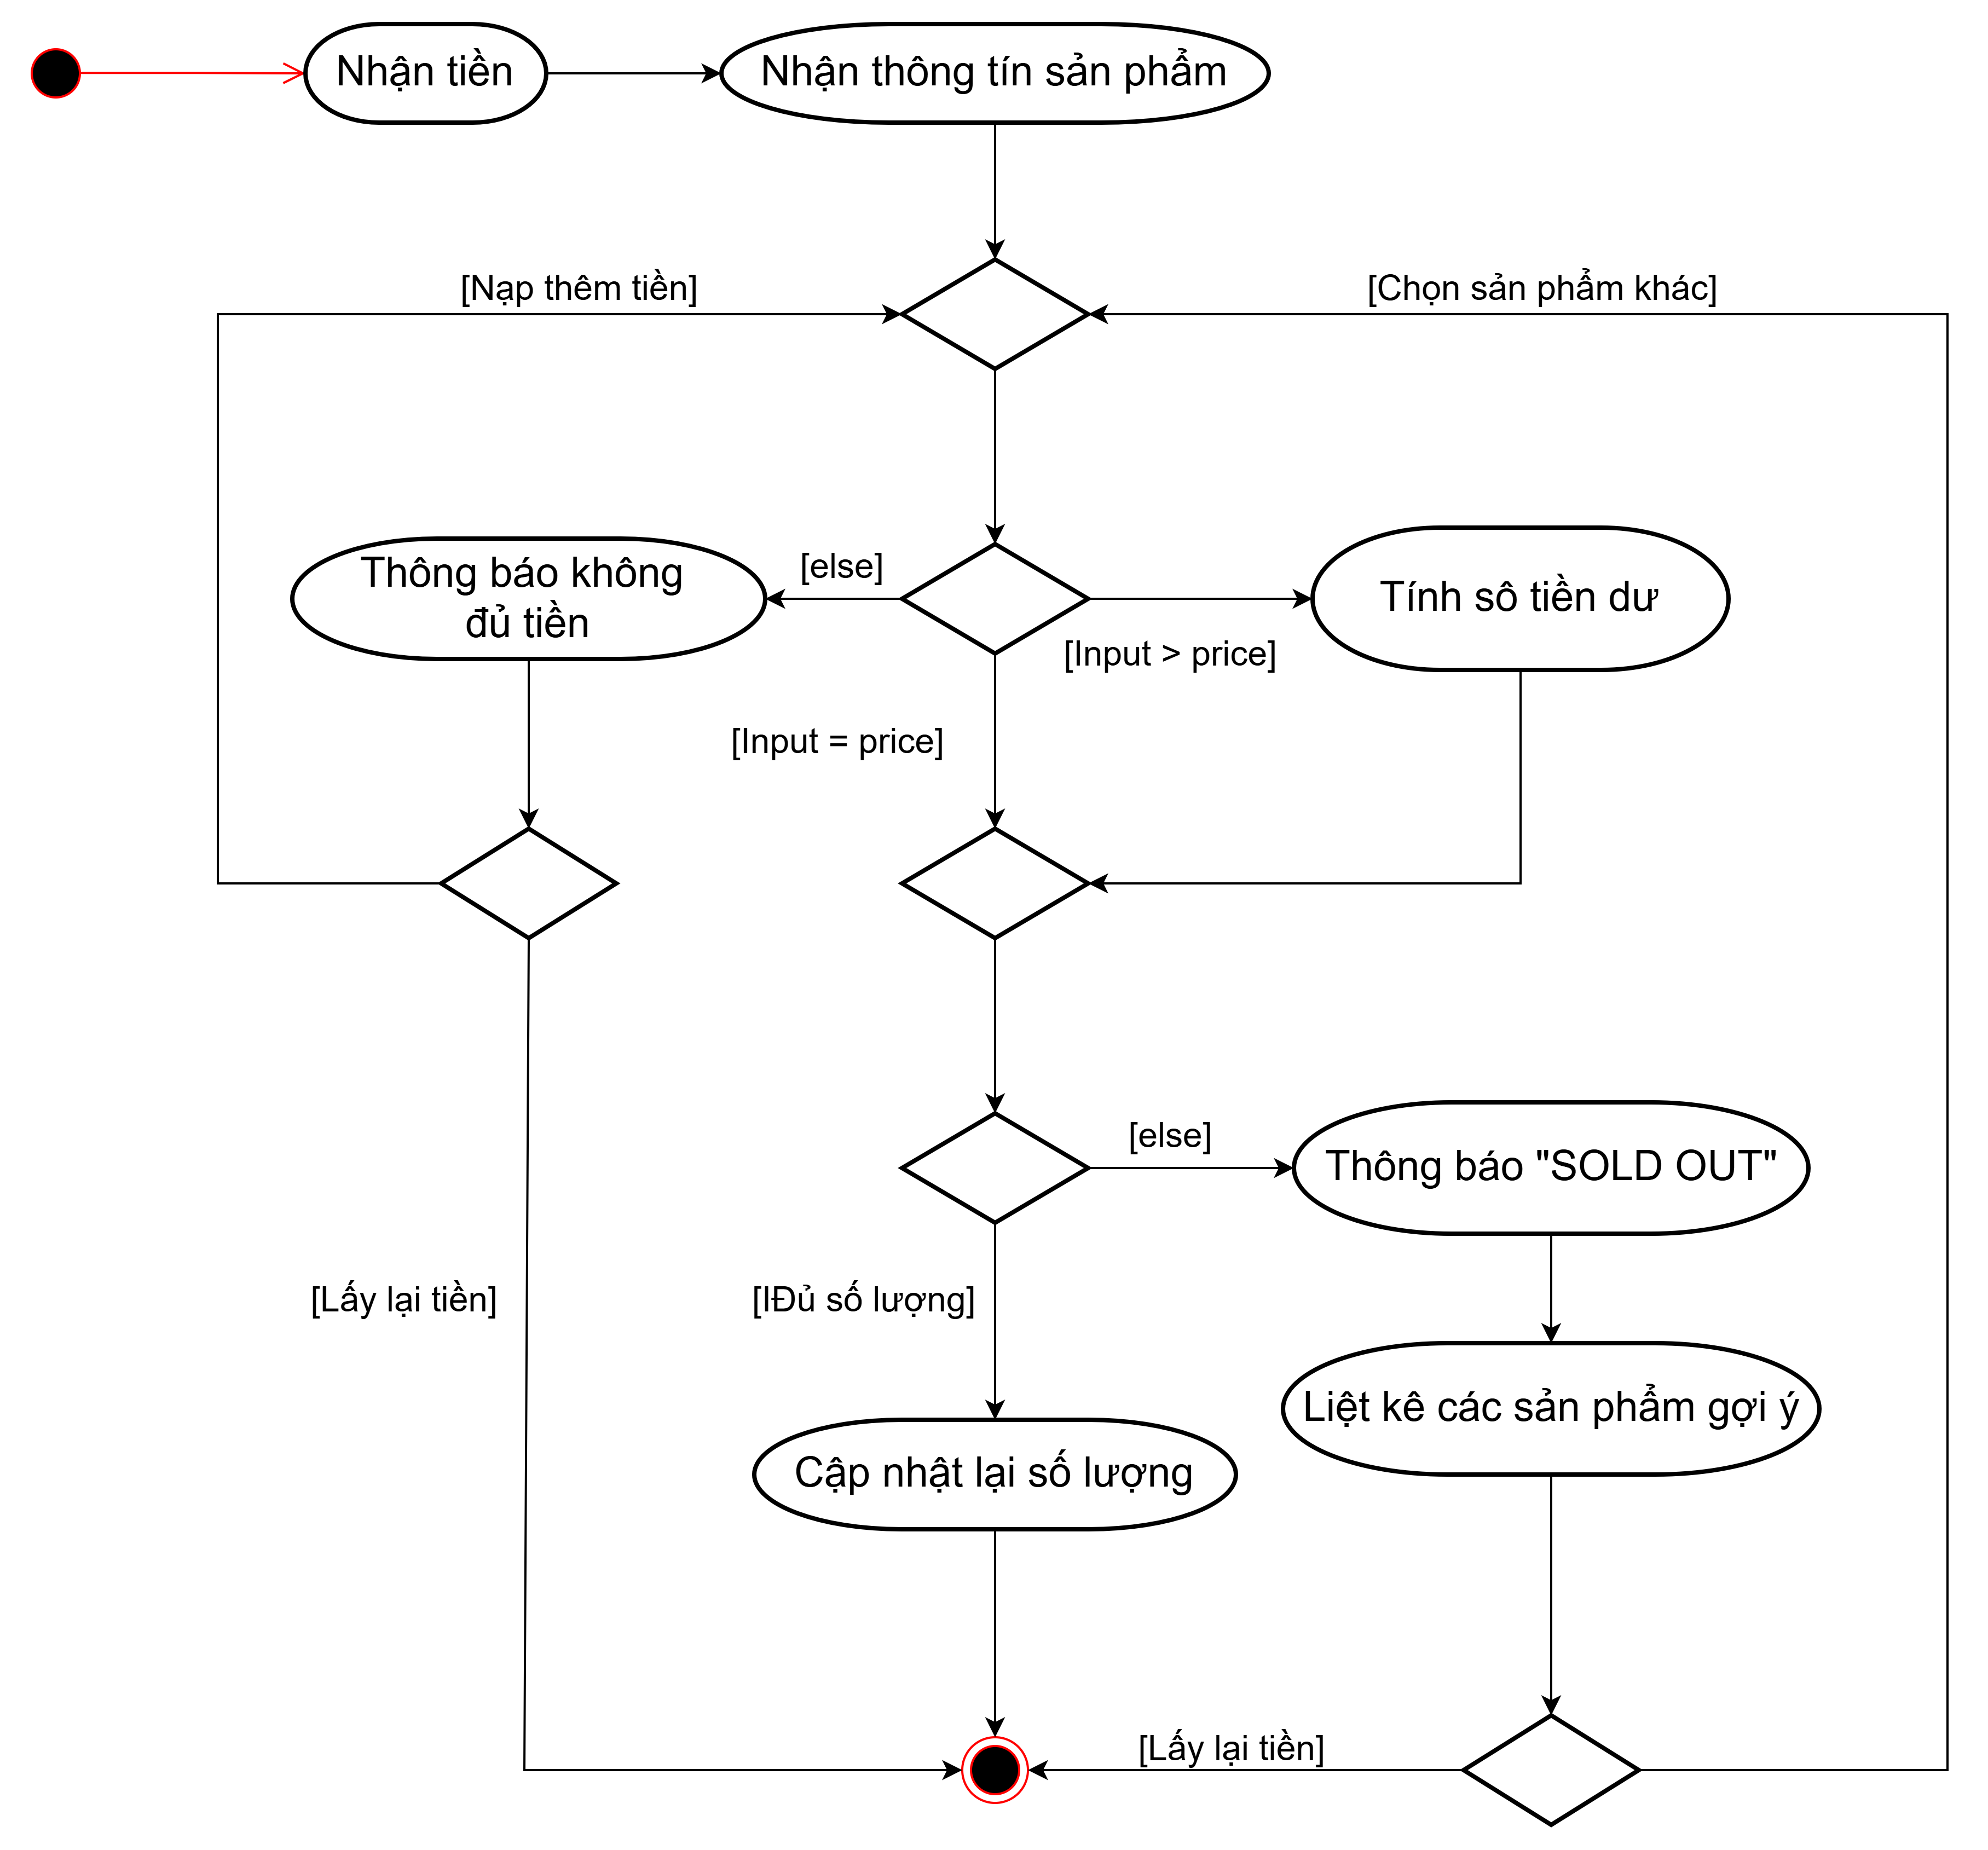 Nhận tiền
Nhận thông tín sản phẩm
[Nạp thêm tiền]
[Chọn sản phẩm khác]
Thông báo không
đủ tiền
[else]
Tính sô tiền dư
[Input > price]
[Input = price]
[else]
Thông báo "SOLD OUT"
[Lấy lại tiền]
[IĐủ số lượng]
Liệt kê các sản phẩm gợi ý
Cập nhật lại số lượng
[Lấy lại tiền]